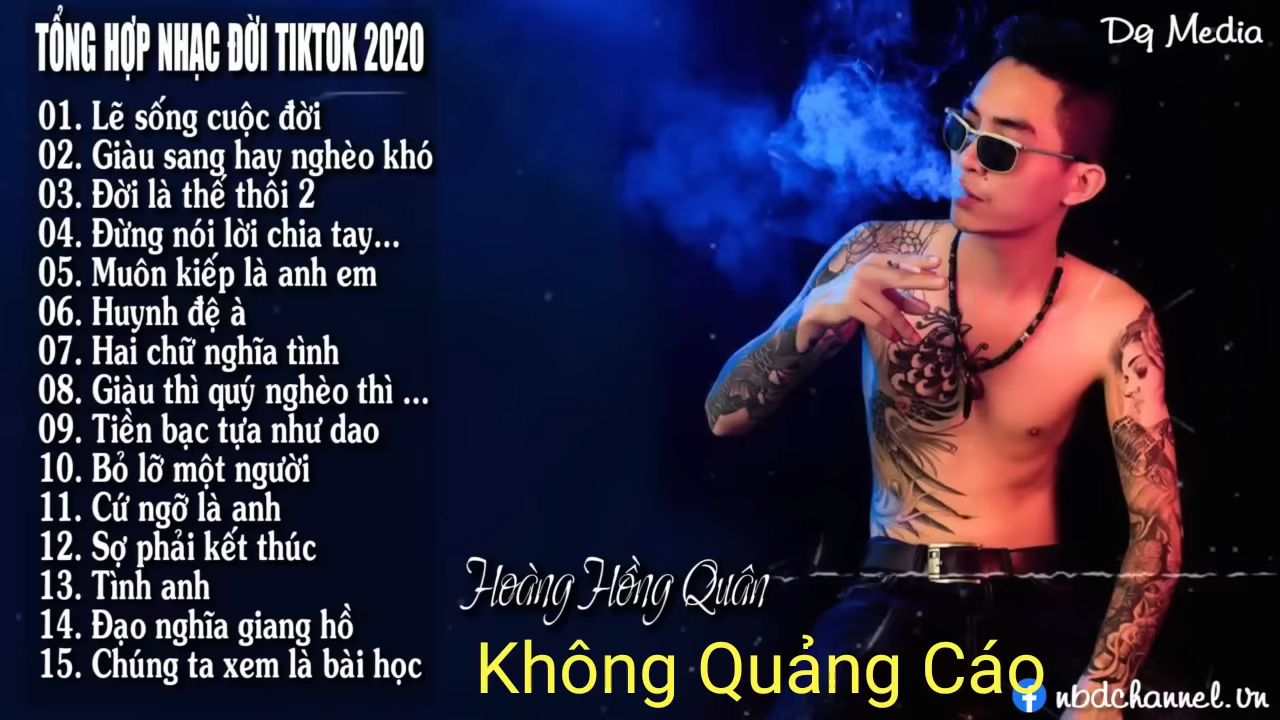 TỔNG HỢP NHẠC ĐỜI TIKTOK 2020
Dq Media
01. Lẽ sống cuộc đời
02. Giàu sang hay nghèo khó
03. Đời là thế thôi 2
04. Đừng nói lời chia tay...
05. Muôn kiếp là anh em
06. Huynh đệ à
07. Hai chữ nghĩa tình
08. Giàu thì quý nghèo thì ...
09. Tiền bạc tựa như dao
10. Bỏ lỡ một người
11. Cứ ngỡ là anh
12. Sợ phải kết thúc
13. Tình anh
14. Đạo nghĩa giang hồ
15. Chúng ta xem là bài học
Hoàng Hồng Quân
Không Quảng Cáo
nbdchannel.vn